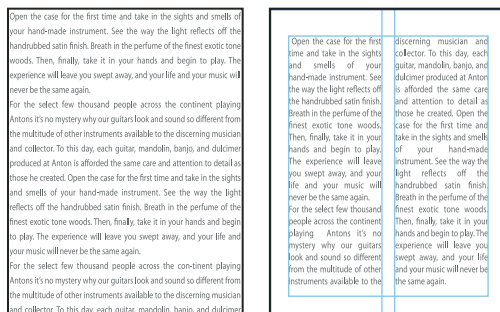 Open the case for the first time and take in the sights and smells of
your hand-made instrument. See the way the light reflects off the
handrubbed satin finish. Breath in the perfume of the finest exotic tone
woods. Then, finally, take it in your hands and begin to play. The
experience will leave you swept away, and your life and your music will
never be the same again.
For the select few thousand people across the continent playing
Antons it's no mystery why our guitars look and sound so different from
the multitude of other instruments available to the discerning musician
and collector. To this day, each guitar, mandolin, banjo, and dulcimer
produced at Anton is afforded the same care and attention to detail as
those he created. Open the case for the first time and take in the sights
and smells of your hand-made instrument. See the way the light
reflects off the handrubbed satin finish. Breath in the perfume of the
finest exotic tone woods. Then, finally, take it in your hands and begin
to play. The experience will leave you swept away, and your life and
your music will never be the same again.
For the select few thousand people across the con-tinent playing
Antons it's no mystery why our guitars look and sound so different from
the multitude of other instruments available to the discerning musician
and collector. To this day, each guitar, mandolin, banjo, and dulcimer
Open the case for the first
time and take in the sights
and smells of your
hand-made instrument. See
the way the light reflects off
the handrubbed satin finish.
Breath in the perfume of the
finest exotic tone woods.
Then, finally, take it in your
hands and begin to play.
The experience will leave
you swept away, and your
life and your music will
never be the same again.
For the select few thousand
people across the continent
playing Antons it's no
mystery why our guitars
look and sound so different
from the multitude of other
instruments available to the
discerning musician and
collector. To this day, each
guitar, mandolin, banjo, and
dulcimer produced at Anton
is afforded the same care
and attention to detail as
those he created. Open the
case for the first time and
take in the sights and smells
of your hand-made
instrument. See the way the
light reflects off the
handrubbed satin finish.
Breath in the perfume of the
finest exotic tone woods.
Then, finally, take it in your
hands and begin to play. The
experience will leave you
swept away, and your life
and your music will never be
the same again.